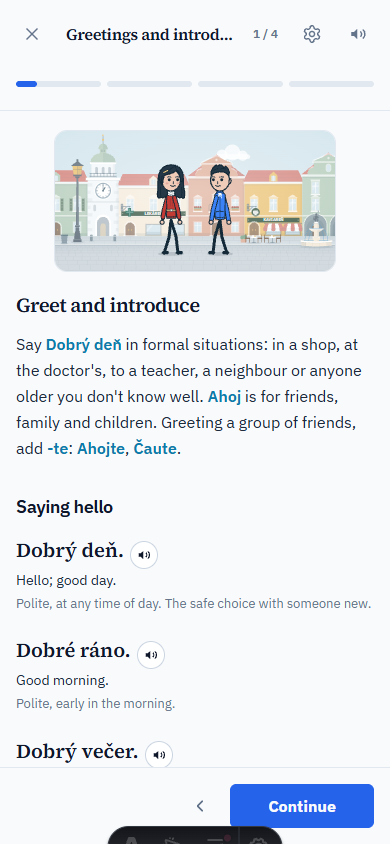 Greetings and introd...
1 / 4
Greet and introduce
Say Dobrý deň in formal situations: in a shop, at
the doctor's, to a teacher, a neighbour or anyone
older you don't know well. Ahoj is for friends,
family and children. Greeting a group of friends,
add -te: Ahojte, Čaute.
Saying hello
Dobrý deň.
Hello; good day.
Polite, at any time of day. The safe choice with someone new.
Dobré ráno.
Good morning.
Polite, early in the morning.
Dobrý večer.
Continue